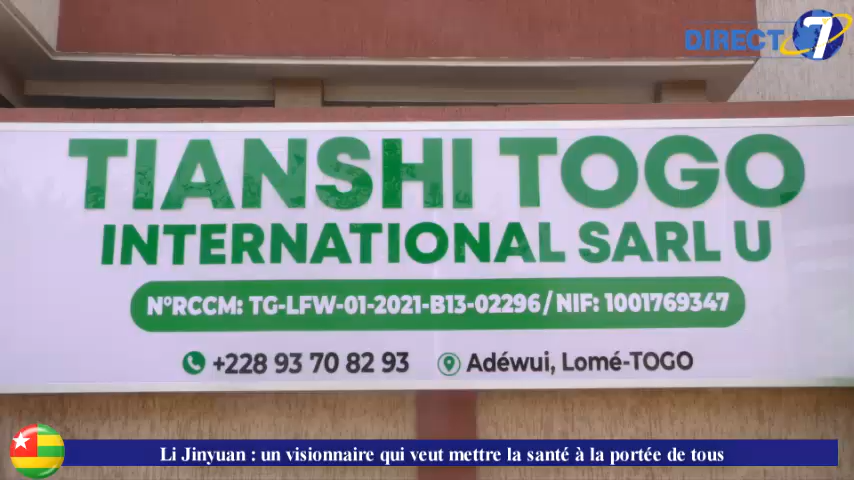 DIRECT 7
TIANSHI TOGO
INTERNATIONAL SARL U
N°RCCM: TG-LFW-01-2021-B13-02296/ NIF: 1001769347
+228 93 70 82 93 Adéwui, Lomé-TOGO
Li Jinyuan : un visionnaire qui veut mettre la santé à la portée de tous